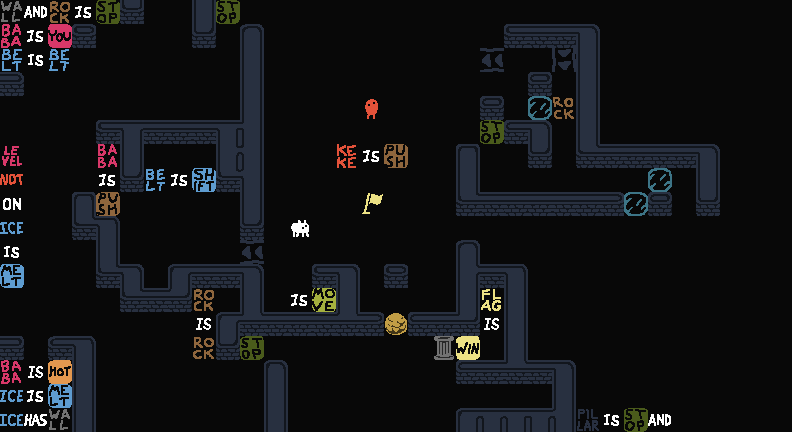 WALL AND ROCK IS STOP
STOP
BABA IS YOU
BELT IS BELT
ROCK
STOP
LEVEL NOT ON ICE IS MELT
BABA IS PUSH
KEKE IS PUSH
BELT IS SHIFT
ROCK IS ROCK
STOP
IS MOVE
FLAG IS
WIN
BABA IS HOT
ICE IS MELT
ICE HAS WALL
PILLAR IS STOP AND